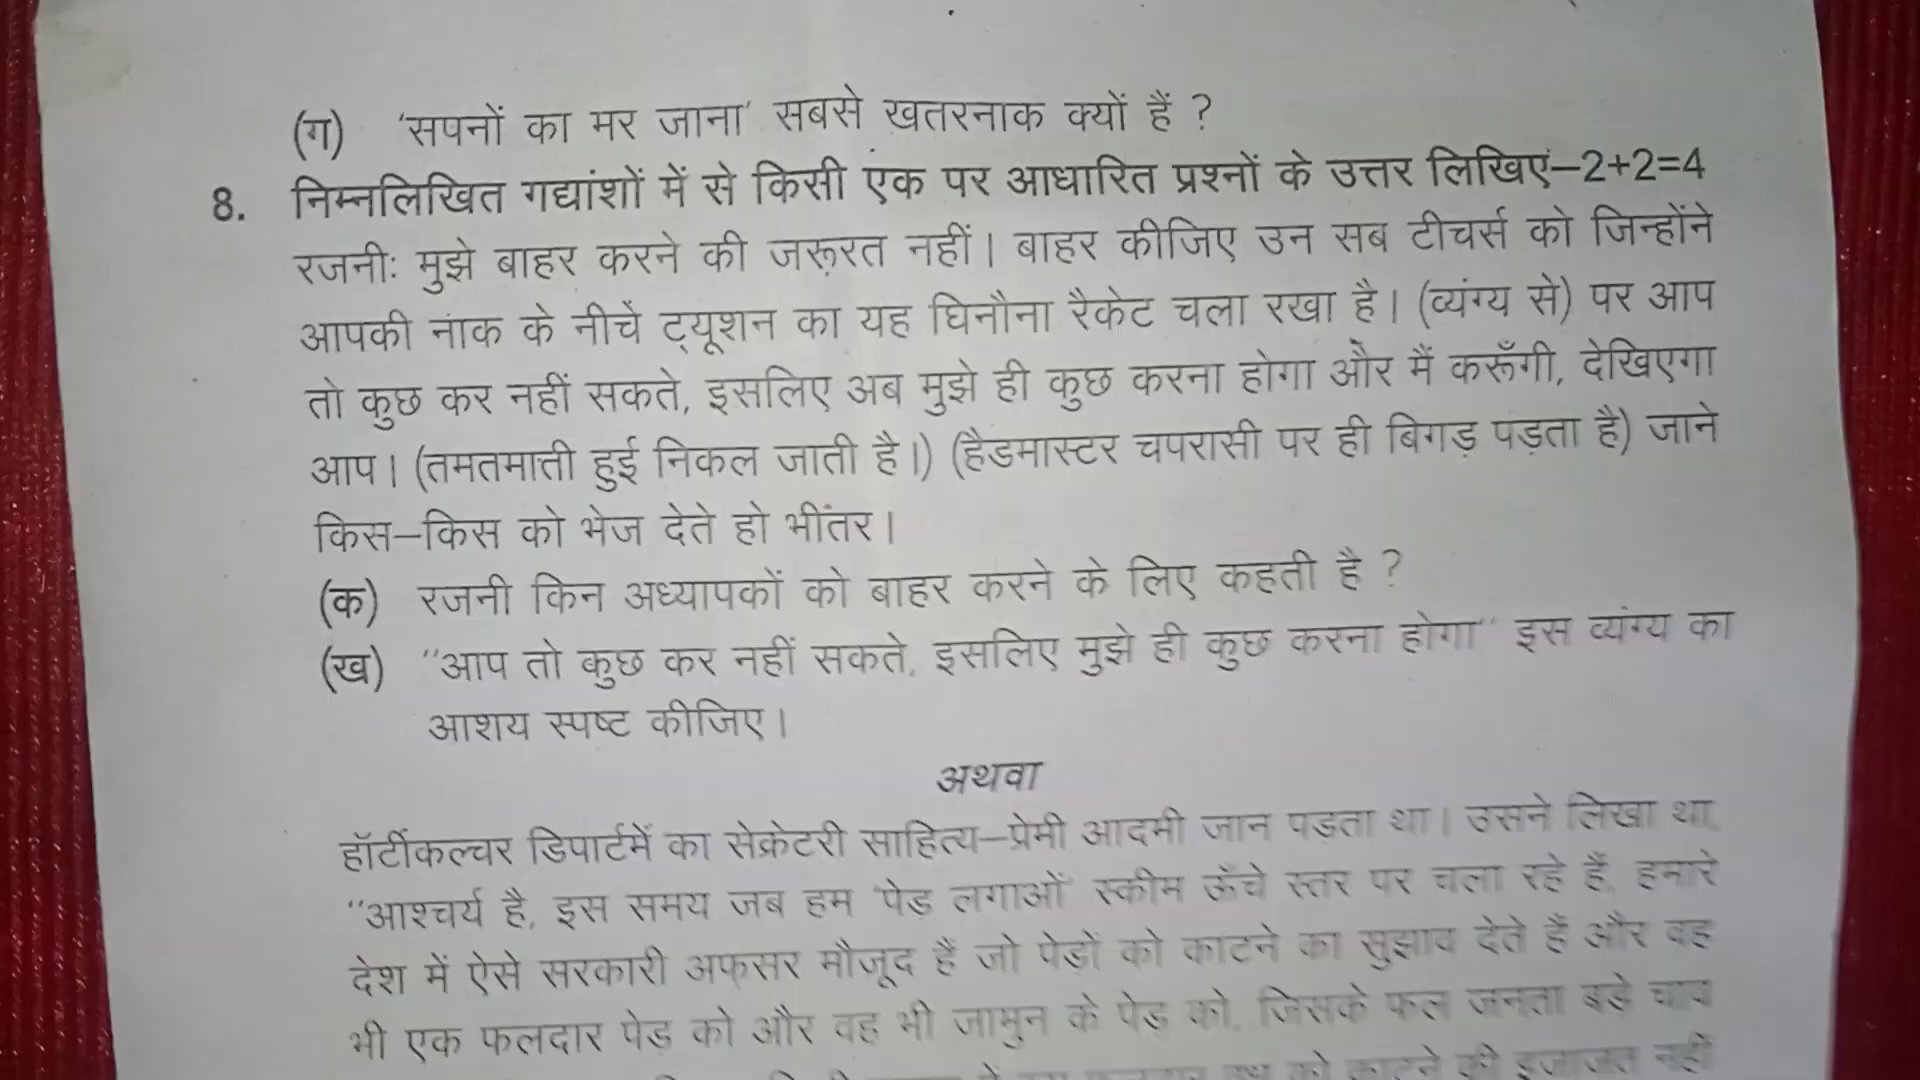 (ग) 'सपनों का मर जाना' सबसे खतरनाक क्यों हैं ?
8. निम्नलिखित गद्यांशों में से किसी एक पर आधारित प्रश्नों के उत्तर लिखिएं–2+2=4
रजनीः मुझे बाहर करने की जरूरत नहीं। बाहर कीजिए उन सब टीचर्स को जिन्होंने
आपकी नाक के नीचें ट्यूशन का यह घिनौना रैकेट चला रखा है। (व्यंग्य से) पर आप
तो कुछ कर नहीं सकते, इसलिए अब मुझे ही कुछ करना होगा और मैं करूँगी, देखिएगा
आप। (तमतमाती हुई निकल जाती है।) (हैडमास्टर चपरासी पर ही बिगड़ पड़ता है) जाने
किस–किस को भेज देते हो भीतर।
(क) रजनी किन अध्यापकों को बाहर करने के लिए कहती है ?
(ख) "आप तो कुछ कर नहीं सकते, इसलिए मुझे ही कुछ करना होगा" इस व्यंग्य का
आशय स्पष्ट कीजिए।
अथवा
हॉर्टीकल्चर डिपार्टमें का सेक्रेटरी साहित्य–प्रेमी आदमी जान पड़ता था। उसने लिखा था,
"आश्चर्य है, इस समय जब हम 'पेड़ लगाओं' स्कीम ऊँचे स्तर पर चला रहे हैं, हमारे
देश में ऐसे सरकारी अफसर मौजूद हैं जो पेडों को काटने का सुझाव देते हैं और वह
भी एक फलदार पेड़ को और वह भी जामुन के पेड़ को, जिसके फल जनता बड़े चाव
को काटने की इजाजत नहीं